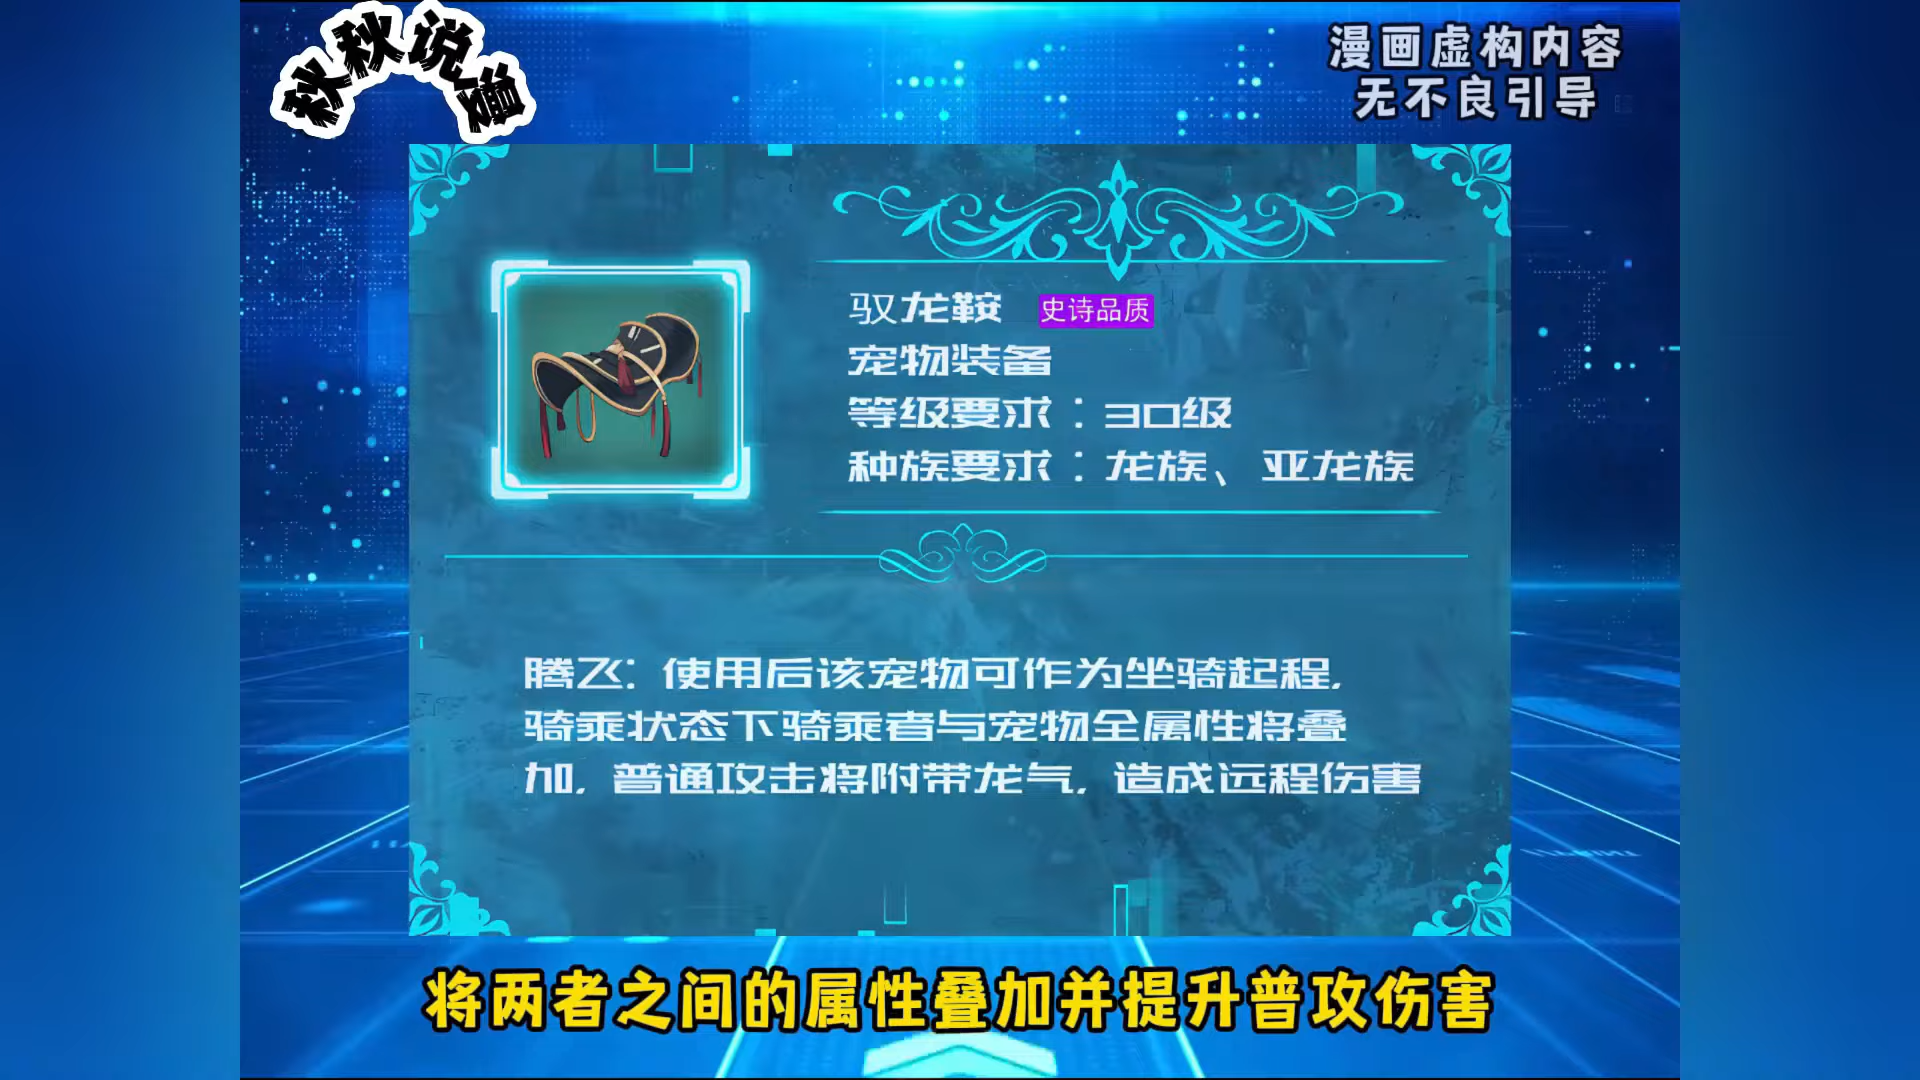 秋秋说漫
漫画虚构内容
无不良引导
驭龙鞍 史诗品质
宠物装备
等级要求：30级
种族要求：龙族、亚龙族
腾飞：使用后该宠物可作为坐骑起程，
骑乘状态下骑乘者与宠物全属性将叠
加，普通攻击将附带龙气，造成远程伤害
将两者之间的属性叠加并提升普攻伤害